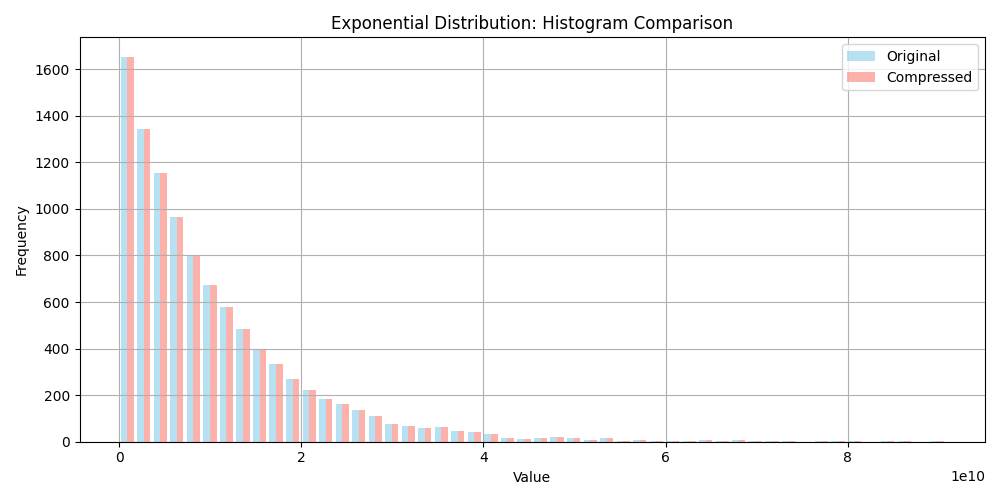 Exponential Distribution: Histogram Comparison
Original
Compressed
Frequency
1600
1400
1200
1000
800
600
400
200
0
0 2 4 6 8
1e10
Value